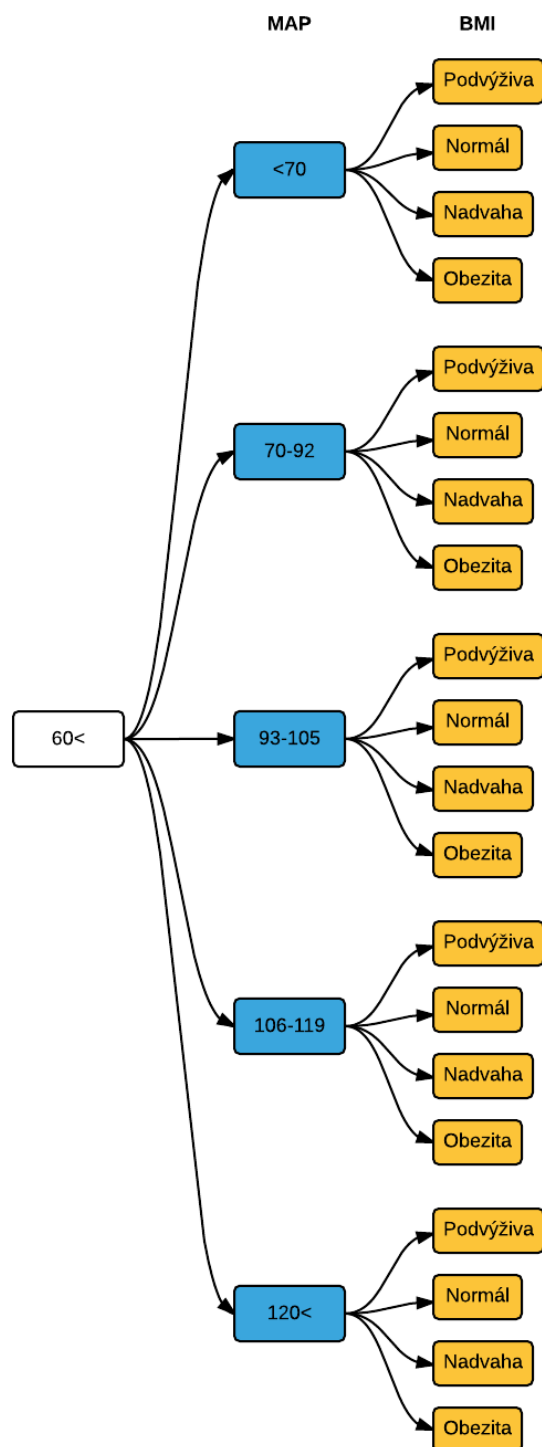 MAP BMI
Podvýživa
Normál
<70
Nadvaha
Obezita
Podvýživa
Normál
70-92
Nadvaha
Obezita
Podvýživa
Normál
60<
93-105
Nadvaha
Obezita
Podvýživa
Normál
106-119
Nadvaha
Obezita
Podvýživa
Normál
120<
Nadvaha
Obezita